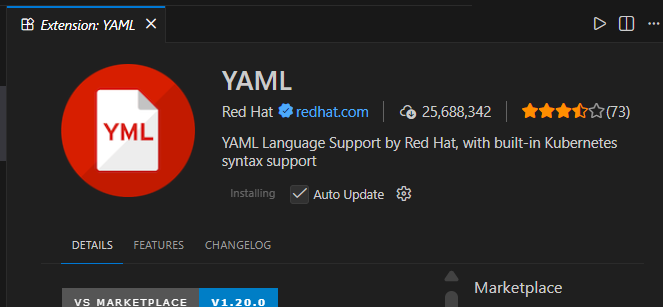 Extension: YAML
YML
YAML
Red Hat redhat.com 25,688,342 (73)
YAML Language Support by Red Hat, with built-in Kubernetes
syntax support
Installing Auto Update
DETAILS FEATURES CHANGELOG
VS MARKETPLACE V1.20.0
Marketplace